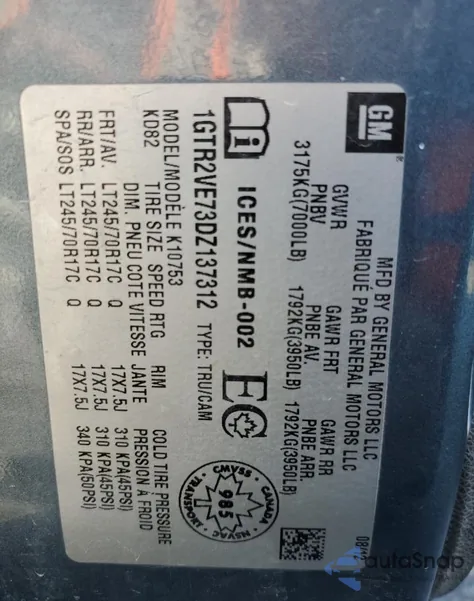 GM
MFD BY GENERAL MOTORS LLC
FABRIQUÉ PAR GENERAL MOTORS LLC
GVWR GAWR FRT GAWR RR
PNBV PNBE AV. PNBE ARR.
3175KG(7000LB) 1792KG(3950LB) 1792KG(3950LB)
ICES/NMB-002
EC
CMVSS CANADA
985
TRANSPORT NSVAC
1GTR2VE73DZ137312 TYPE: TRU/CAM
MODEL/MODÈLE K10753
KD82
TIRE SIZE SPEED RTG RIM COLD TIRE PRESSURE
DIM. PNEU COTE VITESSE JANTE PRESSION À FROID
FRT/AV. LT245/70R17C Q 17X7.5J 310 KPA(45PSI)
RR/ARR. LT245/70R17C Q 17X7.5J 310 KPA(45PSI)
SPA/SOS LT245/70R17C Q 17X7.5J 340 KPA(50PSI)
autaSnap